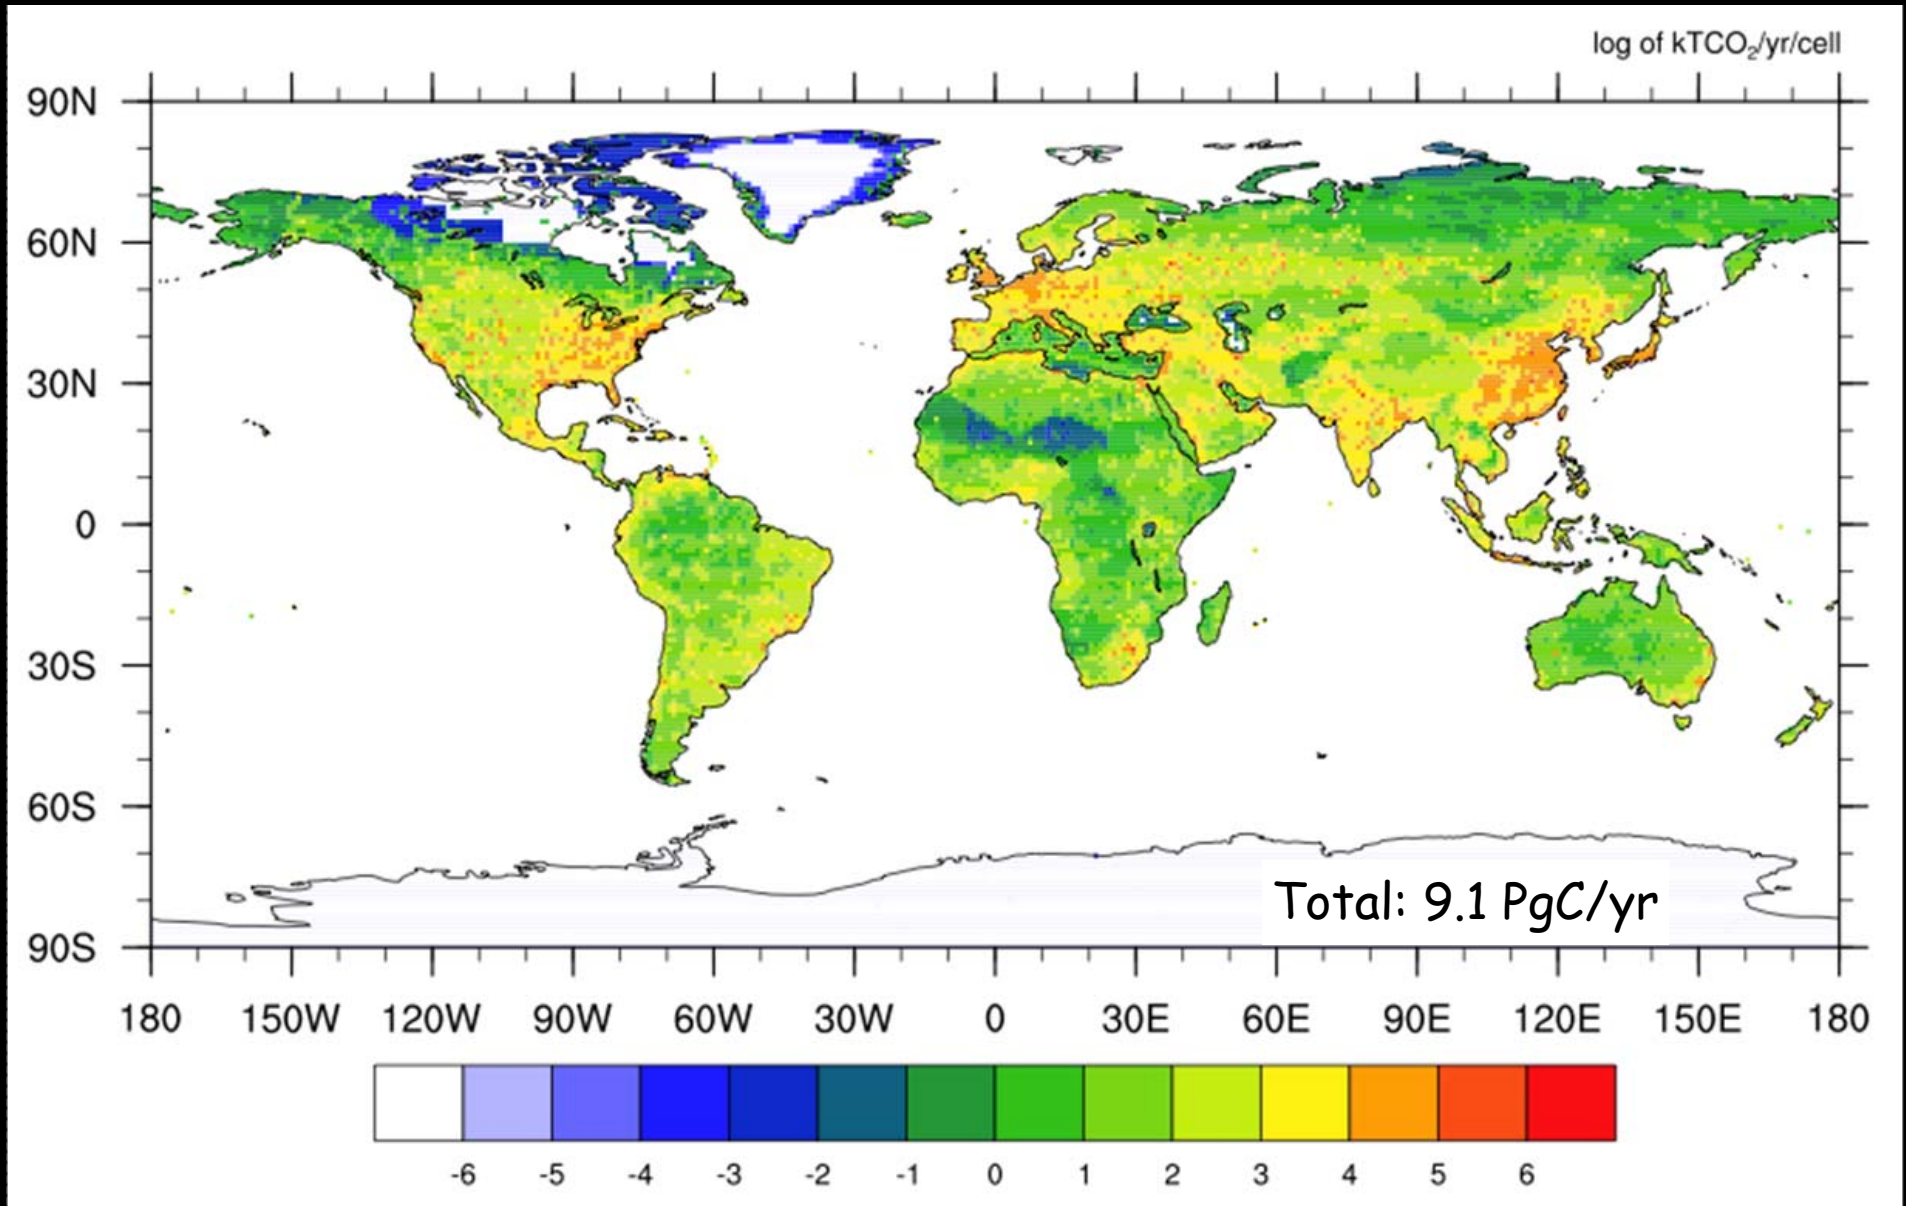 log of kTCO₂/yr/cell
90N
60N
30N
0
30S
60S
90S
Total: 9.1 PgC/yr
180 150W 120W 90W 60W 30W 0 30E 60E 90E 120E 150E 180
-6 -5 -4 -3 -2 -1 0 1 2 3 4 5 6